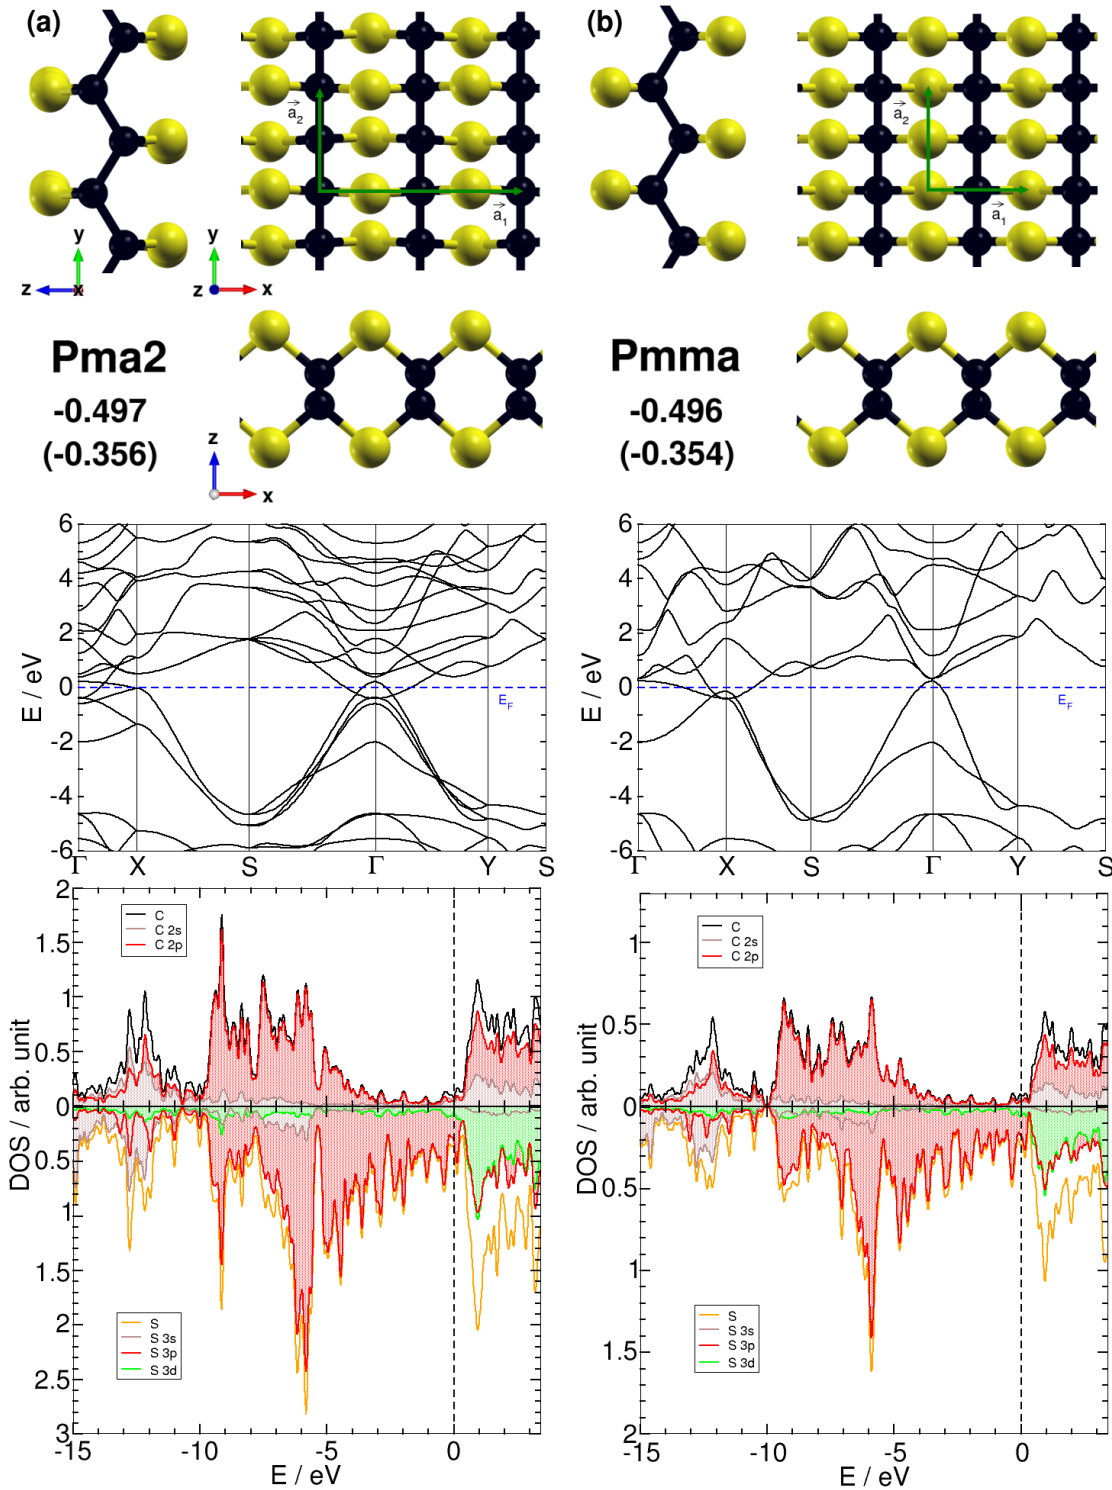 (a)
(b)
a2
a1
a2
a1
y
z x
y
z x
Pma2
-0.497
(-0.356)
z
x
Pmma
-0.496
(-0.354)
6
4
2
0
-2
-4
-6
E / eV
EF
Γ X S Γ Y S
6
4
2
0
-2
-4
-6
E / eV
EF
Γ X S Γ Y S
2
1.5
1
0.5
0
0.5
1
1.5
2
2.5
3
DOS / arb. unit
C
C 2s
C 2p
S
S 3s
S 3p
S 3d
-15 -10 -5 0
E / eV
1
0.5
0
0.5
1
1.5
2
DOS / arb. unit
C
C 2s
C 2p
S
S 3s
S 3p
S 3d
-15 -10 -5 0
E / eV